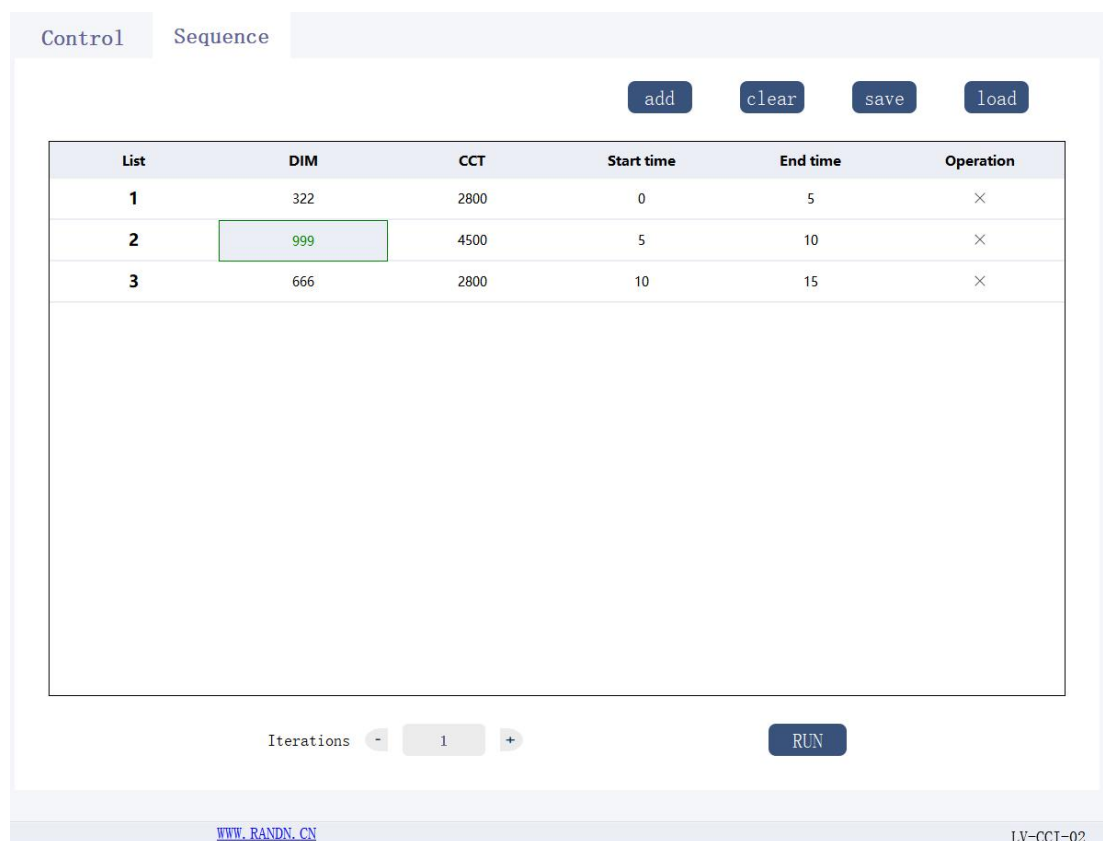 Control Sequence
add clear save load
List DIM CCT Start time End time Operation
1 322 2800 0 5 ×
2 999 4500 5 10 ×
3 666 2800 10 15 ×
Iterations - 1 + RUN
WWW.RANDN.CN LV-CCI-02